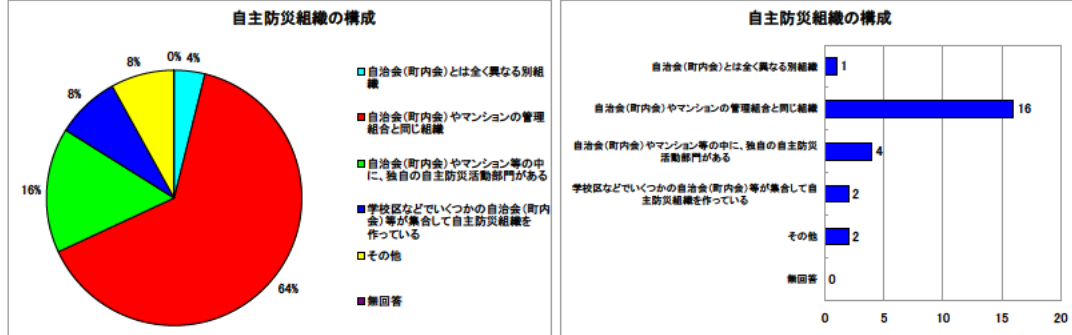 自主防災組織の構成
0%
4%
8%
8%
16%
64%
自治会(町内会)とは全く異なる別組
織
自治会(町内会)やマンションの管理
組合と同じ組織
自治会(町内会)やマンション等の中
に、独自の自主防災活動部門がある
学校区などでいくつかの自治会(町内
会)等が集合して自主防災組織を
作っている
その他
無回答
自主防災組織の構成
自治会(町内会)とは全く異なる別組織
1
自治会(町内会)やマンションの管理組合と同じ組織
16
自治会(町内会)やマンション等の中に、独自の自主防災
活動部門がある
4
学校区などでいくつかの自治会(町内会)等が集合して自
主防災組織を作っている
2
その他
2
無回答
0
0 5 10 15 20